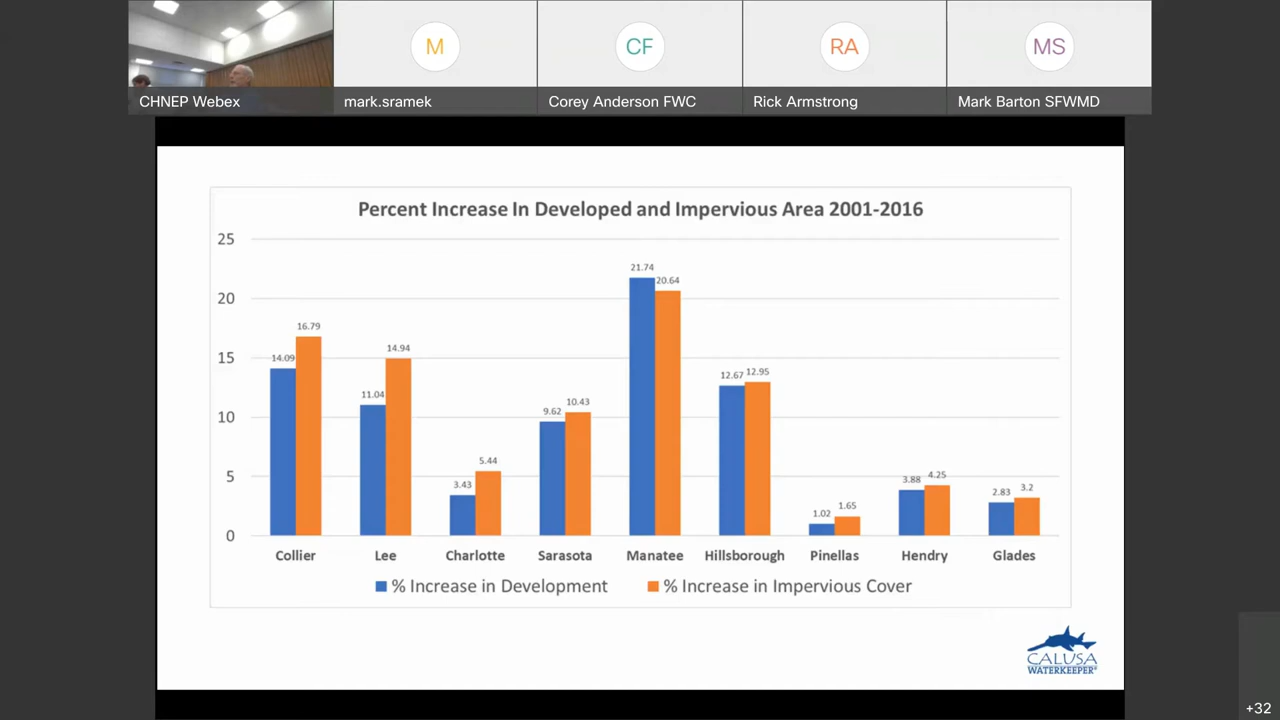 M
CF
RA
MS
CHNEP Webex
mark.sramek
Corey Anderson FWC
Rick Armstrong
Mark Barton SFWMD
Percent Increase In Developed and Impervious Area 2001-2016
25
20
15
10
5
0
14.09
16.79
11.04
14.94
3.43
5.44
9.62
10.43
21.74
20.64
12.67
12.95
1.02
1.65
3.88
4.25
2.83
3.2
Collier
Lee
Charlotte
Sarasota
Manatee
Hillsborough
Pinellas
Hendry
Glades
% Increase in Development
% Increase in Impervious Cover
CALUSA
WATERKEEPER®
+32